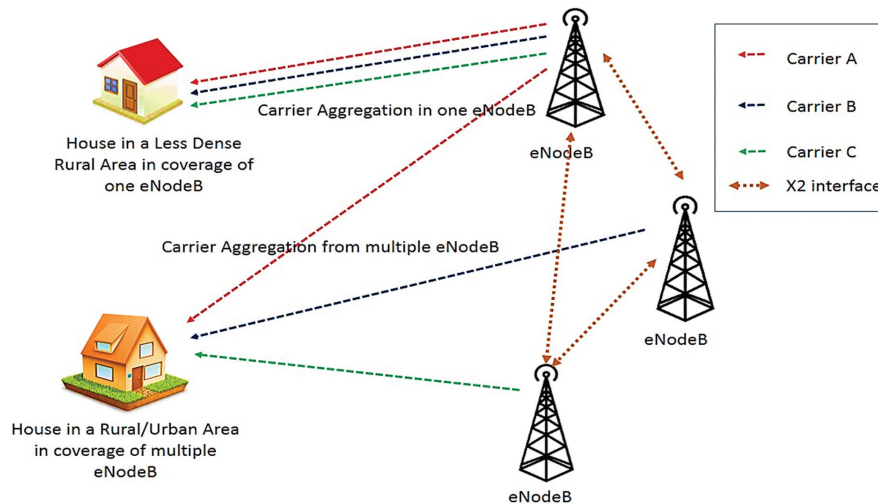 Carrier A
Carrier Aggregation in one eNodeB
Carrier B
House in a Less Dense
Rural Area in coverage of
one eNodeB
eNodeB
Carrier C
X2 interface
Carrier Aggregation from multiple eNodeB
eNodeB
House in a Rural/Urban Area
in coverage of multiple
eNodeB
eNodeB